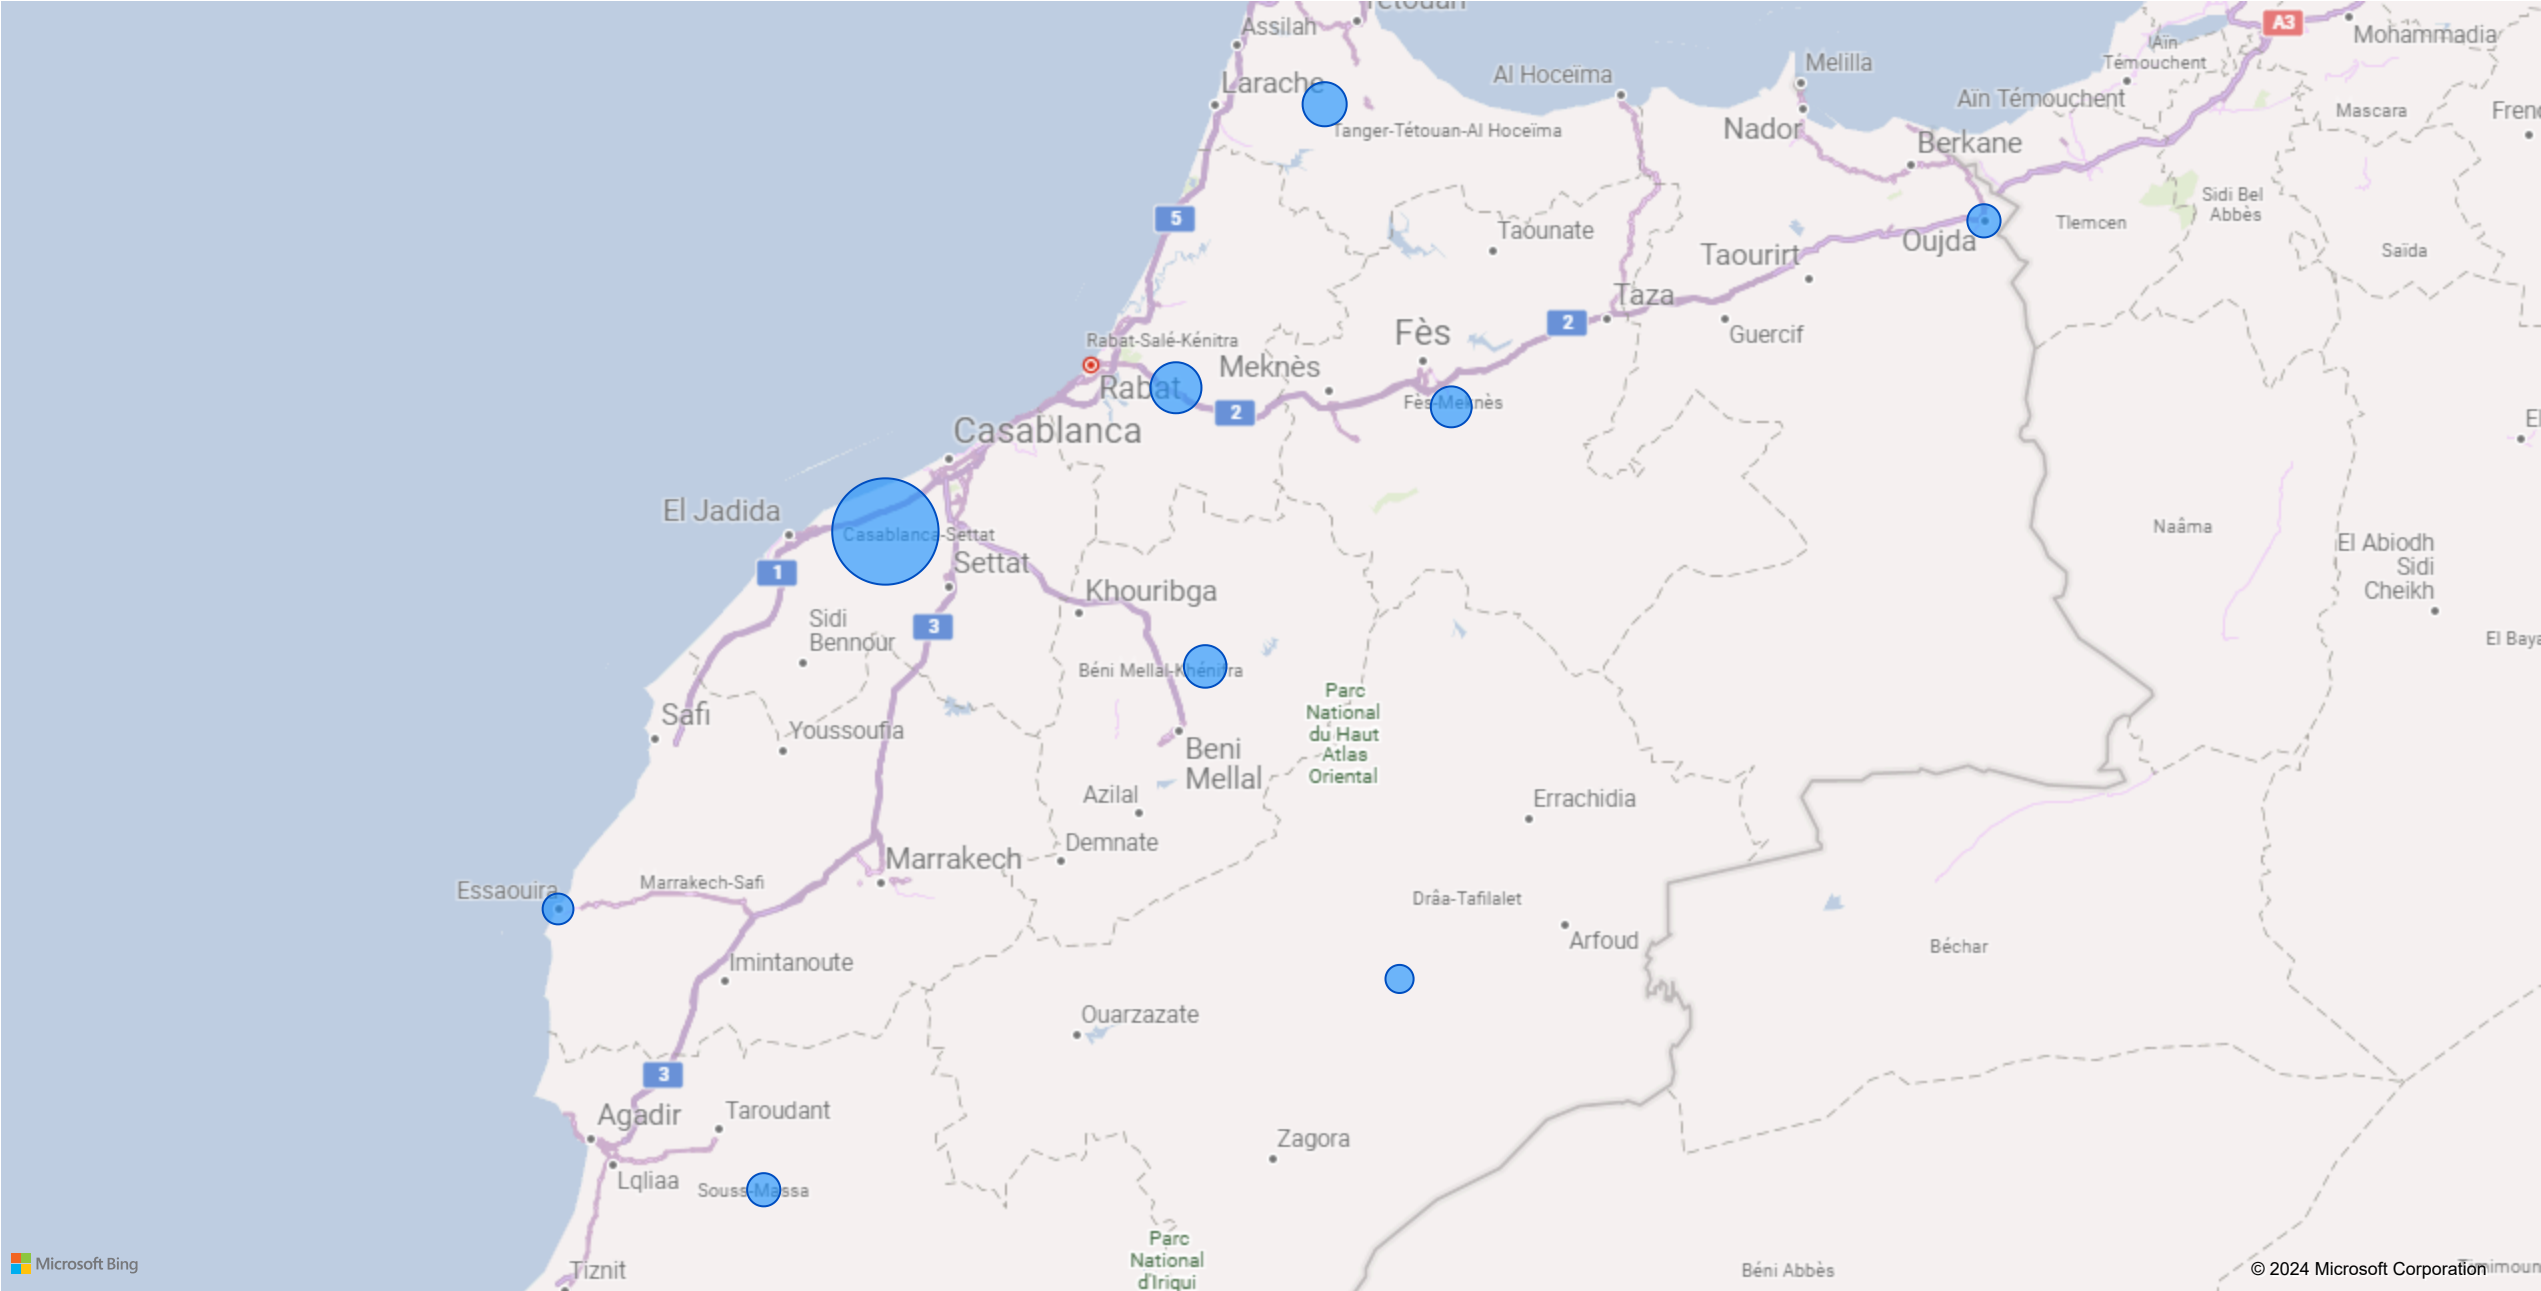 Tétouan
Assilah
A3
Mohammadia
Aïn
Témouchent
Melilla
Al Hoceïma
Larache
Aïn Témouchent
Mascara
Tanger-Tétouan-Al Hoceïma
Nador
Berkane
Sidi Bel
Abbès
5
Taounate
Tlemcen
Oujda
Saïda
Taourirt
Taza
2
Fès
Guercif
Rabat-Salé-Kénitra
Meknès
Rabat
Fès-Meknès
2
Casablanca
El Jadida
Casablanca-Settat
Naâma
El Abiodh
Sidi
Cheikh
Settat
1
Khouribga
Sidi
Bennour
3
El Baya
Béni Mellal-Khénifra
Parc
National
du Haut
Atlas
Oriental
Safi
Youssoufia
Beni
Mellal
Azilal
Errachidia
Demnate
Marrakech
Marrakech-Safi
Essaouira
Drâa-Tafilalet
Arfoud
Béchar
Imintanoute
Ouarzazate
3
Agadir
Taroudant
Zagora
Lqliaa
Souss-Massa
Parc
National
d'Iriqui
Microsoft Bing
Tiznit
Béni Abbès
© 2024 Microsoft Corporation